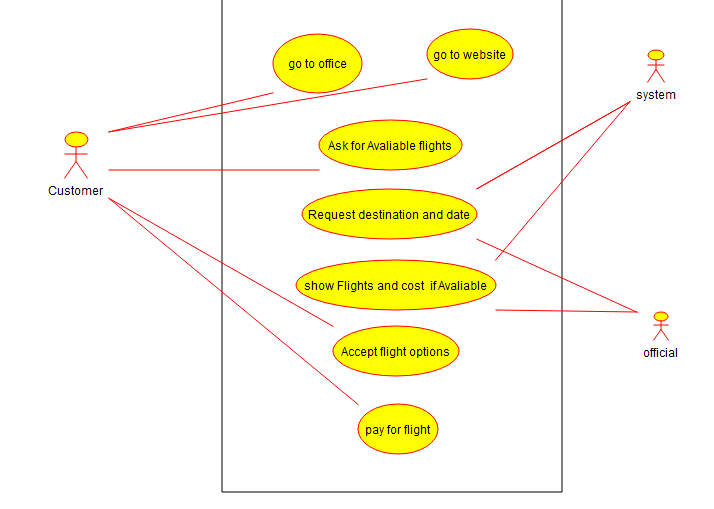 go to office
go to website
system
Ask for Avaliable flights
Customer
Request destination and date
show Flights and cost if Avaliable
official
Accept flight options
pay for flight